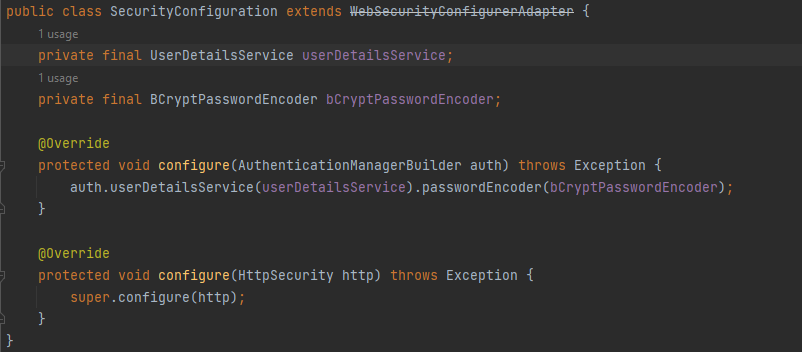 public class SecurityConfiguration extends WebSecurityConfigurerAdapter {
1 usage
private final UserDetailsService userDetailsService;
1 usage
private final BCryptPasswordEncoder bCryptPasswordEncoder;
@Override
protected void configure(AuthenticationManagerBuilder auth) throws Exception {
auth.userDetailsService(userDetailsService).passwordEncoder(bCryptPasswordEncoder);
}
@Override
protected void configure(HttpSecurity http) throws Exception {
super.configure(http);
}
}